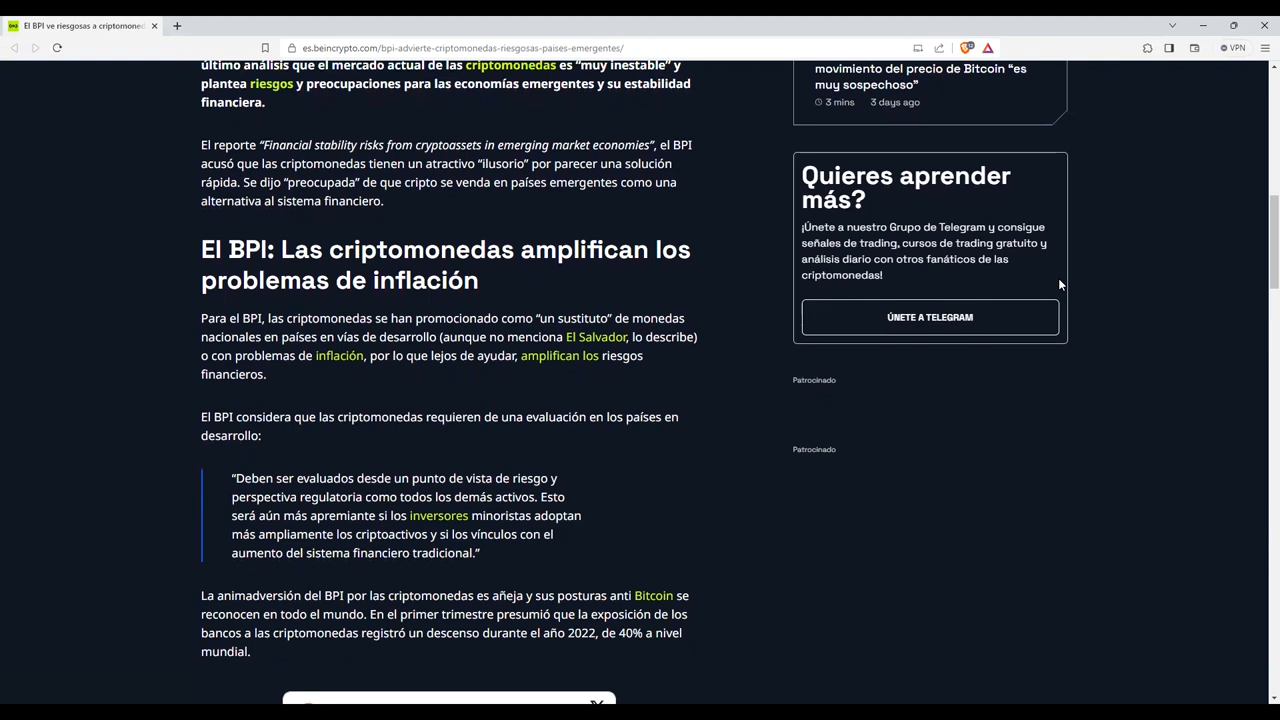 El BPI ve riesgosas a criptomoned
es.beincrypto.com/bpi-advierte-criptomonedas-riesgosas-paises-emergentes/
VPN
último análisis que el mercado actual de las criptomonedas es “muy inestable” y
plantea riesgos y preocupaciones para las economías emergentes y su estabilidad
financiera.
El reporte “Financial stability risks from cryptoassets in emerging market economies”, el BPI
acusó que las criptomonedas tienen un atractivo “ilusorio” por parecer una solución
rápida. Se dijo “preocupada” de que cripto se venda en países emergentes como una
alternativa al sistema financiero.
El BPI: Las criptomonedas amplifican los
problemas de inflación
Para el BPI, las criptomonedas se han promocionado como “un sustituto” de monedas
nacionales en países en vías de desarrollo (aunque no menciona El Salvador, lo describe)
o con problemas de inflación, por lo que lejos de ayudar, amplifican los riesgos
financieros.
El BPI considera que las criptomonedas requieren de una evaluación en los países en
desarrollo:
“Deben ser evaluados desde un punto de vista de riesgo y
perspectiva regulatoria como todos los demás activos. Esto
será aún más apremiante si los inversores minoristas adoptan
más ampliamente los criptoactivos y si los vínculos con el
aumento del sistema financiero tradicional.”
La animadversión del BPI por las criptomonedas es añeja y sus posturas anti Bitcoin se
reconocen en todo el mundo. En el primer trimestre presumió que la exposición de los
bancos a las criptomonedas registró un descenso durante el año 2022, de 40% a nivel
mundial.
movimiento del precio de Bitcoin “es
muy sospechoso”
3 mins 3 days ago
Quieres aprender
más?
¡Únete a nuestro Grupo de Telegram y consigue
señales de trading, cursos de trading gratuito y
análisis diario con otros fanáticos de las
criptomonedas!
ÚNETE A TELEGRAM
Patrocinado
Patrocinado